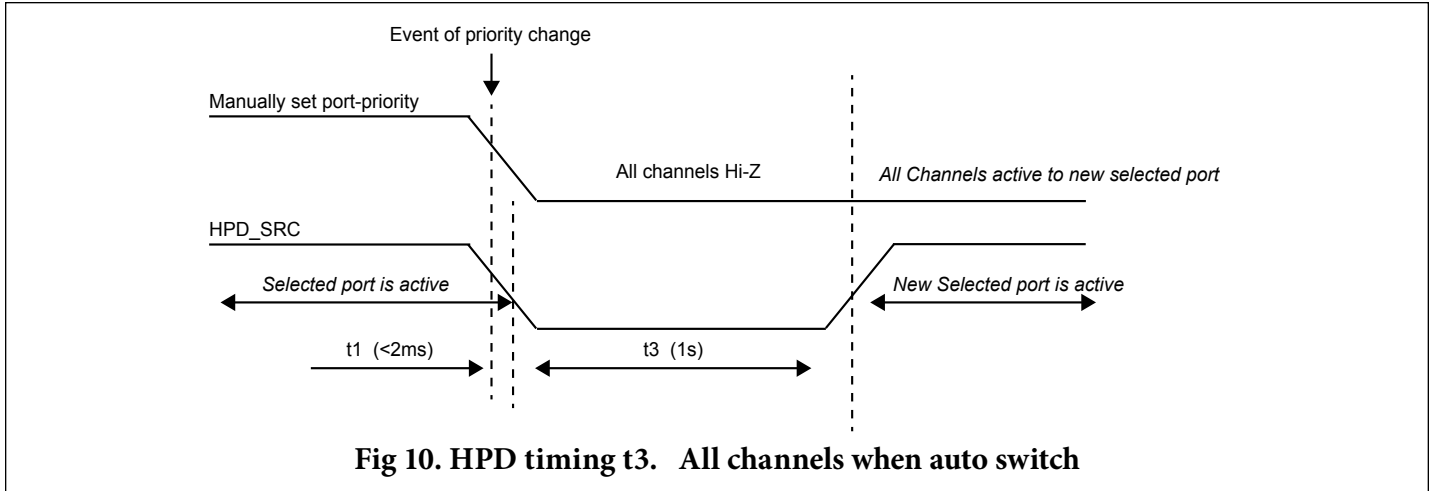 Event of priority change
Manually set port-priority
All channels Hi-Z
All Channels active to new selected port
HPD_SRC
Selected port is active
New Selected port is active
t1 (<2ms)
t3 (1s)
Fig 10. HPD timing t3. All channels when auto switch